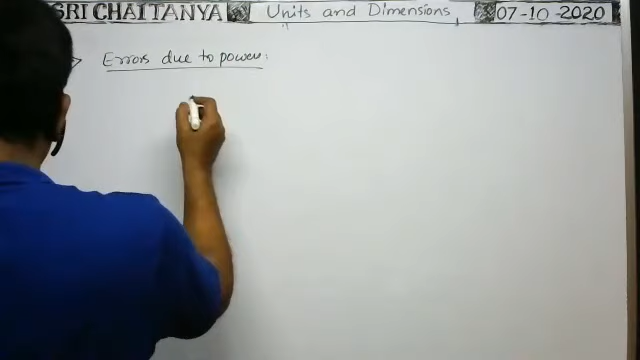 SRI CHAITANYA Units and Dimensions 07-10-2020
Errors due to power: